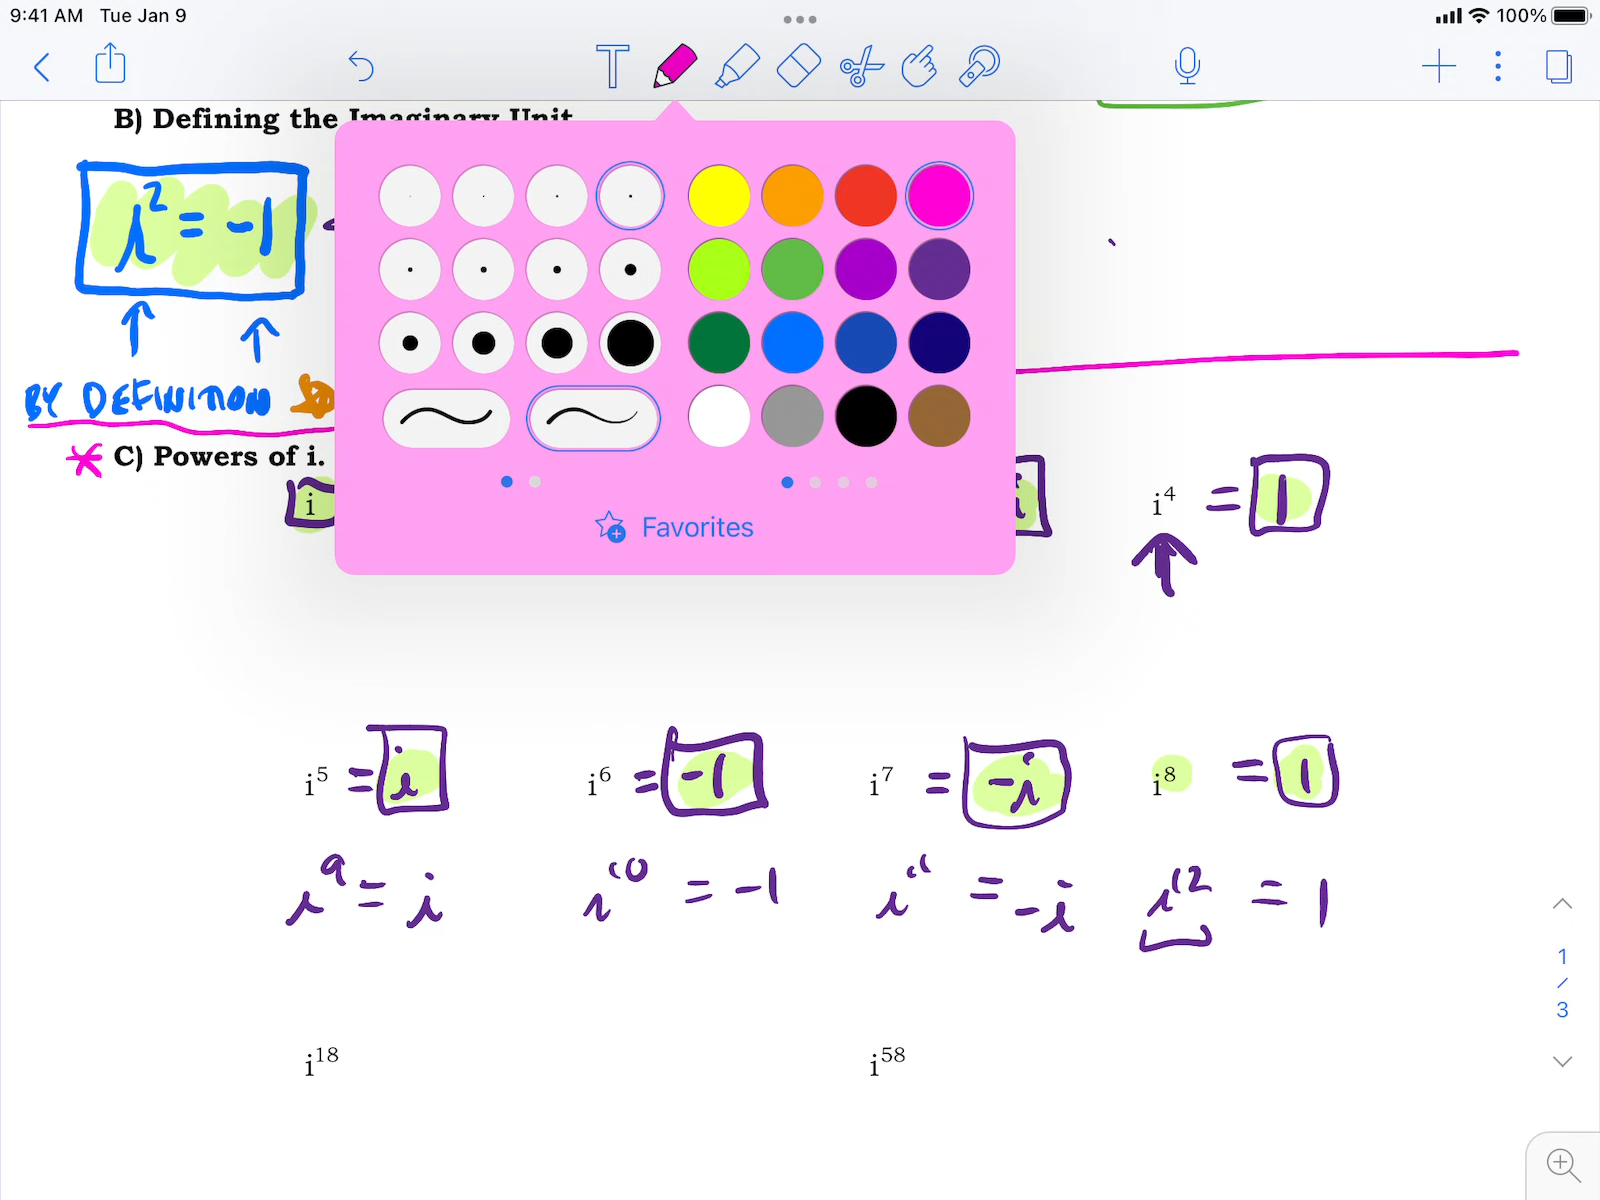 9:41 AM Tue Jan 9
100%
T
B) Defining the Imaginary Unit
i² = -1
BY DEFINITION
C) Powers of i.
i
i
i⁴ = 1
Favorites
i⁵ = i
i⁶ = -1
i⁷ = -i
i⁸ = 1
i⁹ = i
i¹⁰ = -1
i¹¹ = -i
i¹² = 1
1
/
3
i¹⁸
i⁵⁸